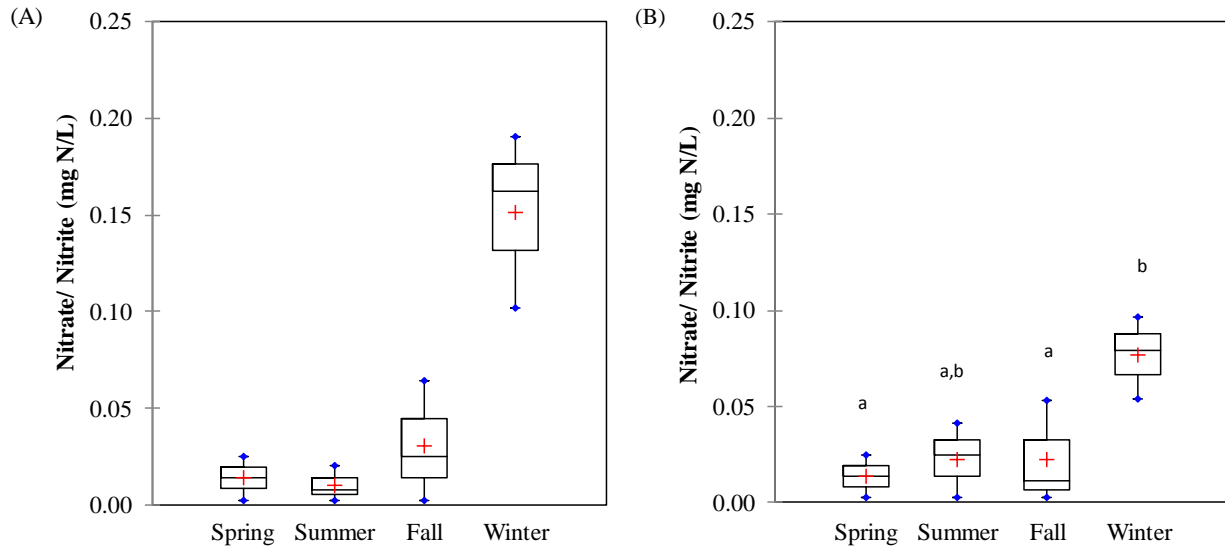 (A)
Nitrate/ Nitrite (mg N/L)
0.25
0.20
0.15
0.10
0.05
0.00
Spring Summer Fall Winter
(B)
Nitrate/ Nitrite (mg N/L)
0.25
0.20
0.15
0.10
0.05
0.00
a
a,b
a
b
Spring Summer Fall Winter